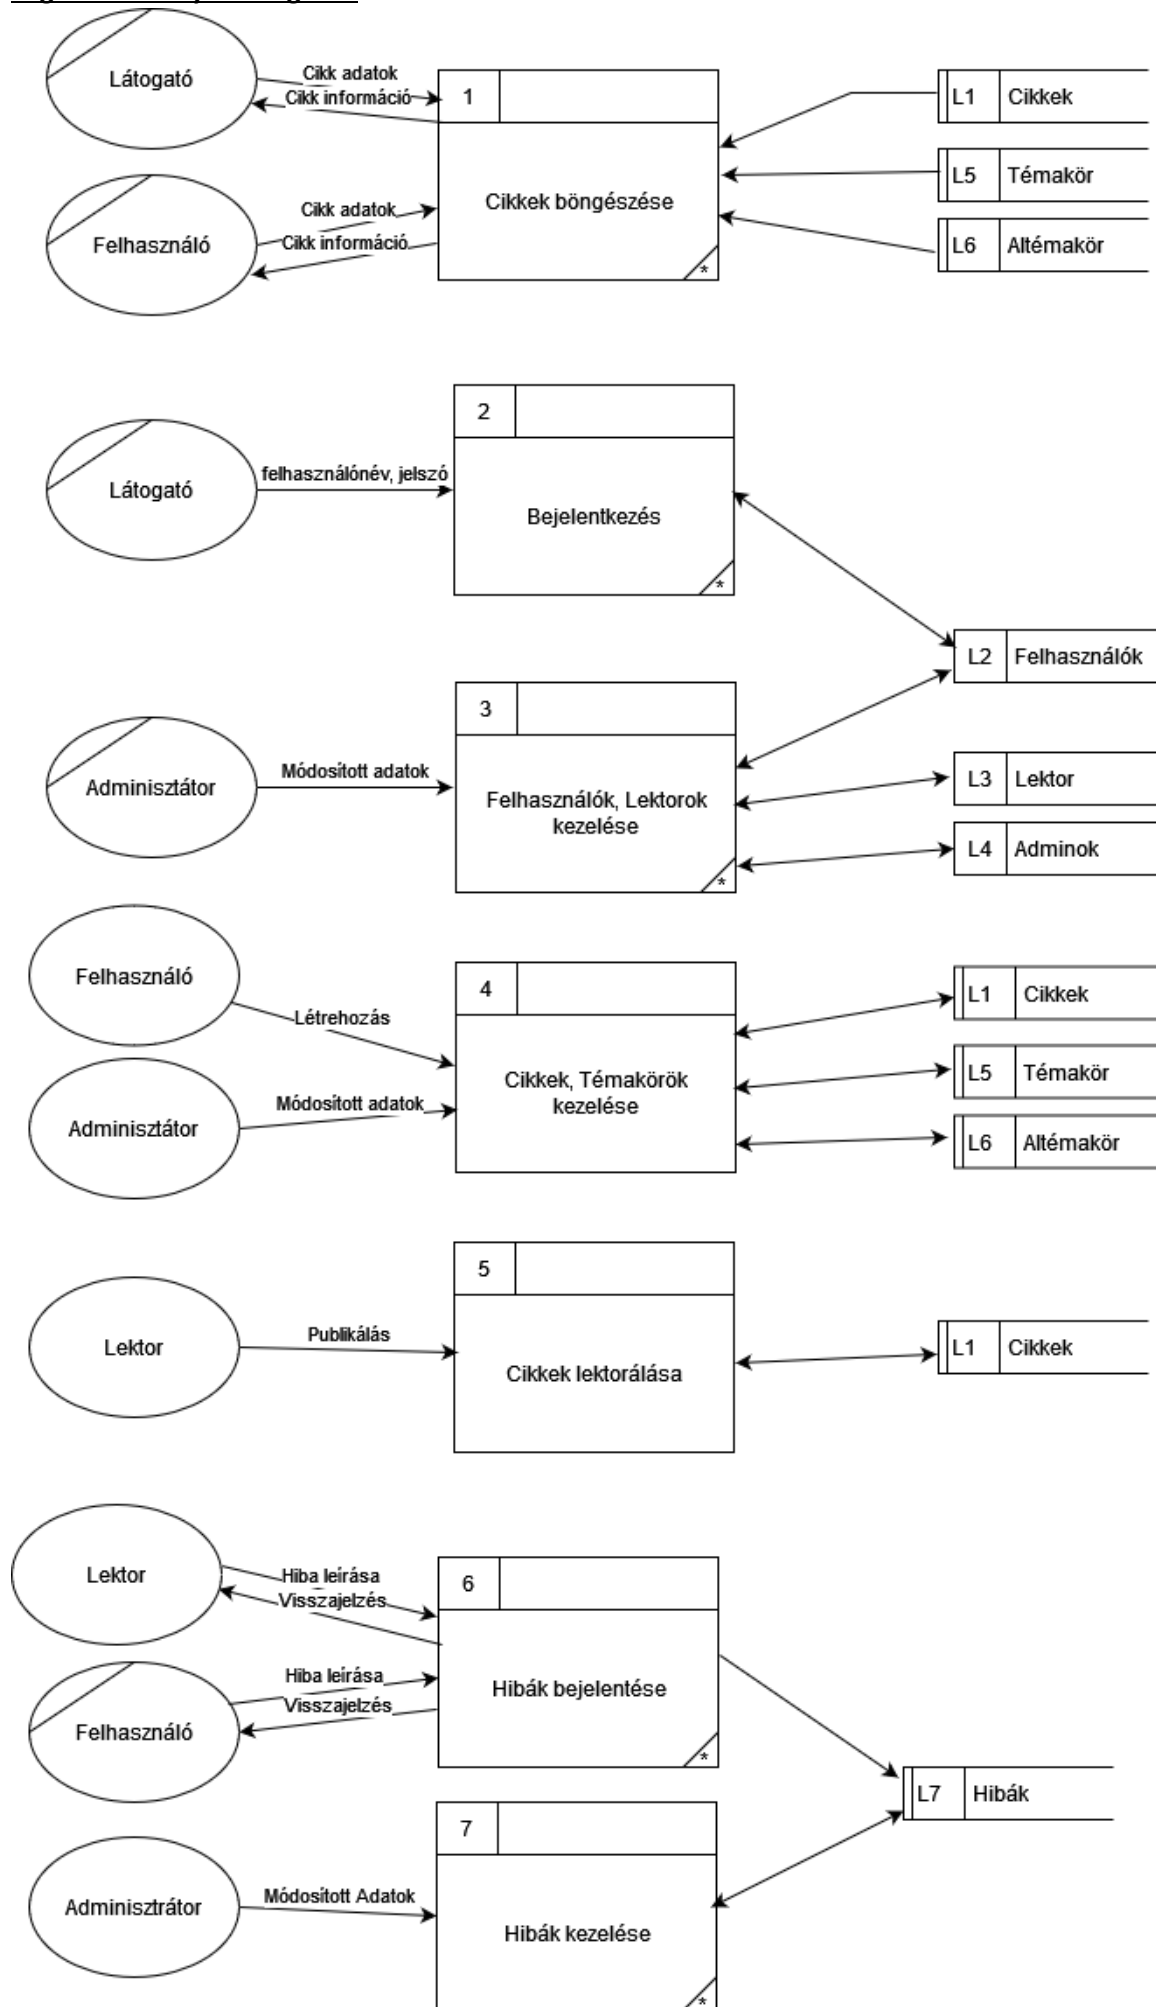 Látogató
Cikk adatok
Cikk információ
1
Cikkek böngészése
*
L1 Cikkek
L5 Témakör
L6 Altémakör
Felhasználó
Cikk adatok
Cikk információ
Látogató
felhasználónév, jelszó
2
Bejelentkezés
*
L2 Felhasználók
Adminisztátor
Módosított adatok
3
Felhasználók, Lektorok
kezelése
*
L3 Lektor
L4 Adminok
Felhasználó
Létrehozás
Adminisztátor
Módosított adatok
4
Cikkek, Témakörök
kezelése
L1 Cikkek
L5 Témakör
L6 Altémakör
Lektor
Publikálás
5
Cikkek lektorálása
L1 Cikkek
Lektor
Hiba leírása
Visszajelzés
Felhasználó
Hiba leírása
Visszajelzés
6
Hibák bejelentése
*
L7 Hibák
Adminisztrátor
Módosított Adatok
7
Hibák kezelése
*